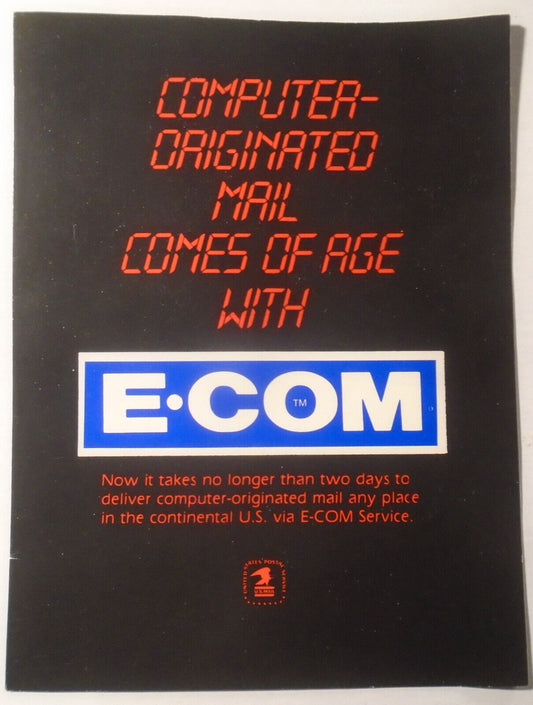 COMPUTER-
ORIGINATED
MAIL
COMES OF AGE
WITH
E•COM
TM
Now it takes no longer than two days to
deliver computer-originated mail any place
in the continental U.S. via E-COM Service.
UNITED STATES POSTAL SERVICE
U.S.MAIL